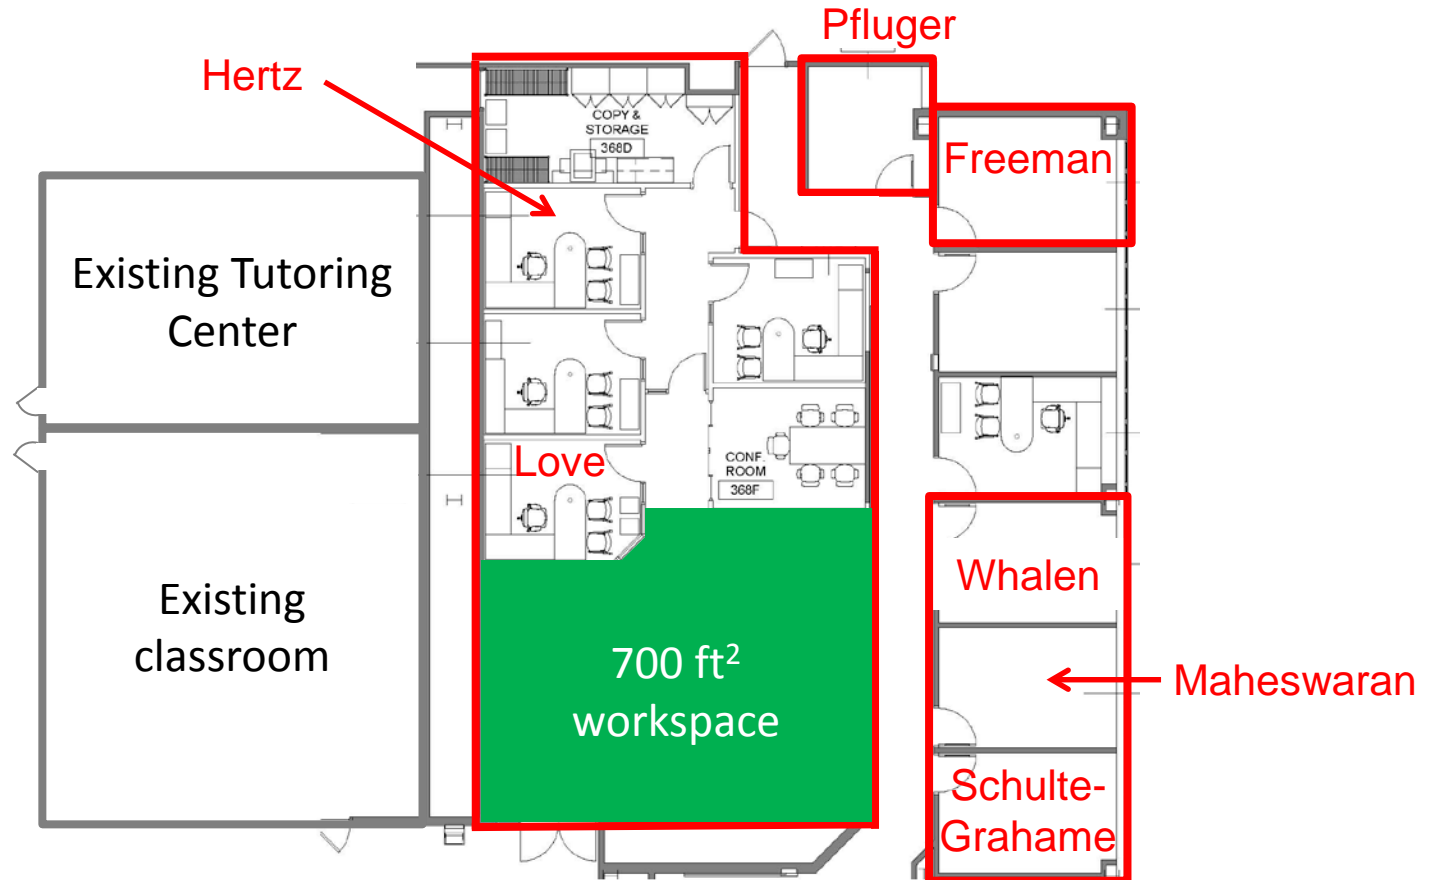 Pfluger
Hertz
COPY &
STORAGE
368D
Freeman
Existing Tutoring
Center
Love
CONF.
ROOM
368F
Existing
classroom
Whalen
700 ft²
workspace
Maheswaran
Schulte-
Grahame